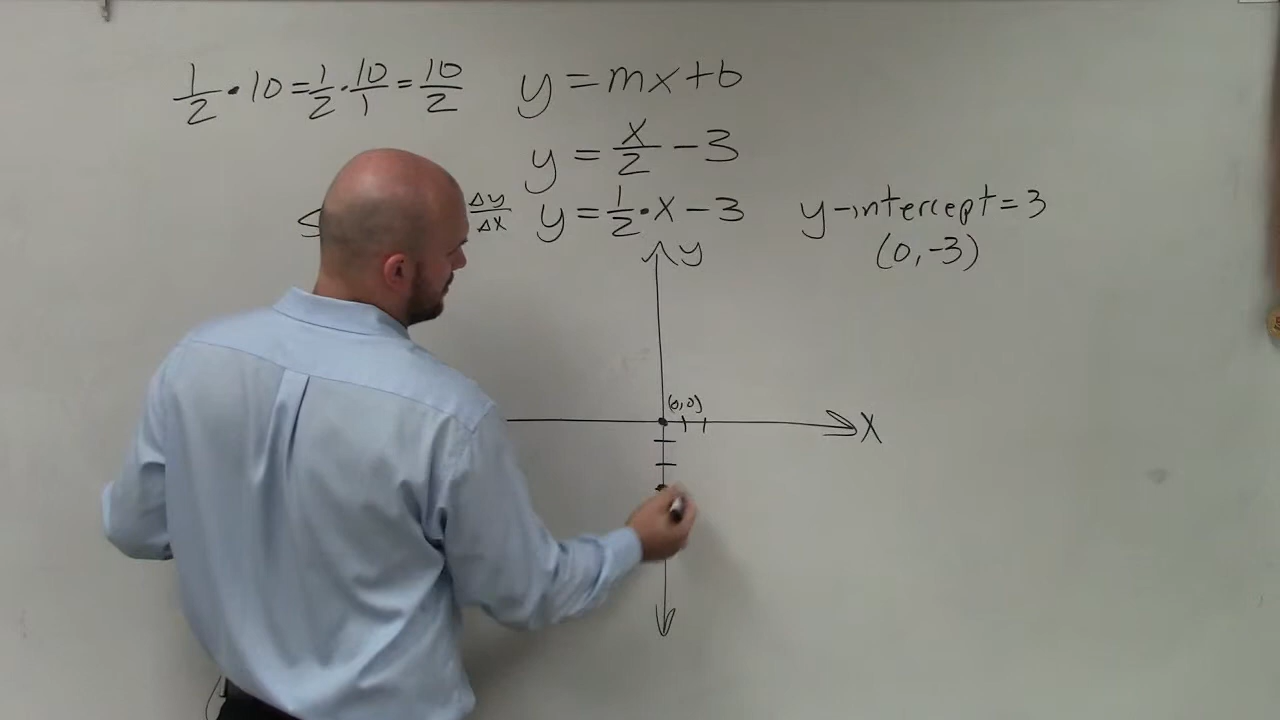 1/2 · 10 = 1/2 · 10/1 = 10/2
y = mx + b
y = x/2 - 3
S
Δy/Δx
y = 1/2 · x - 3
y-intercept = 3
(0, -3)
y
(0,0)
X